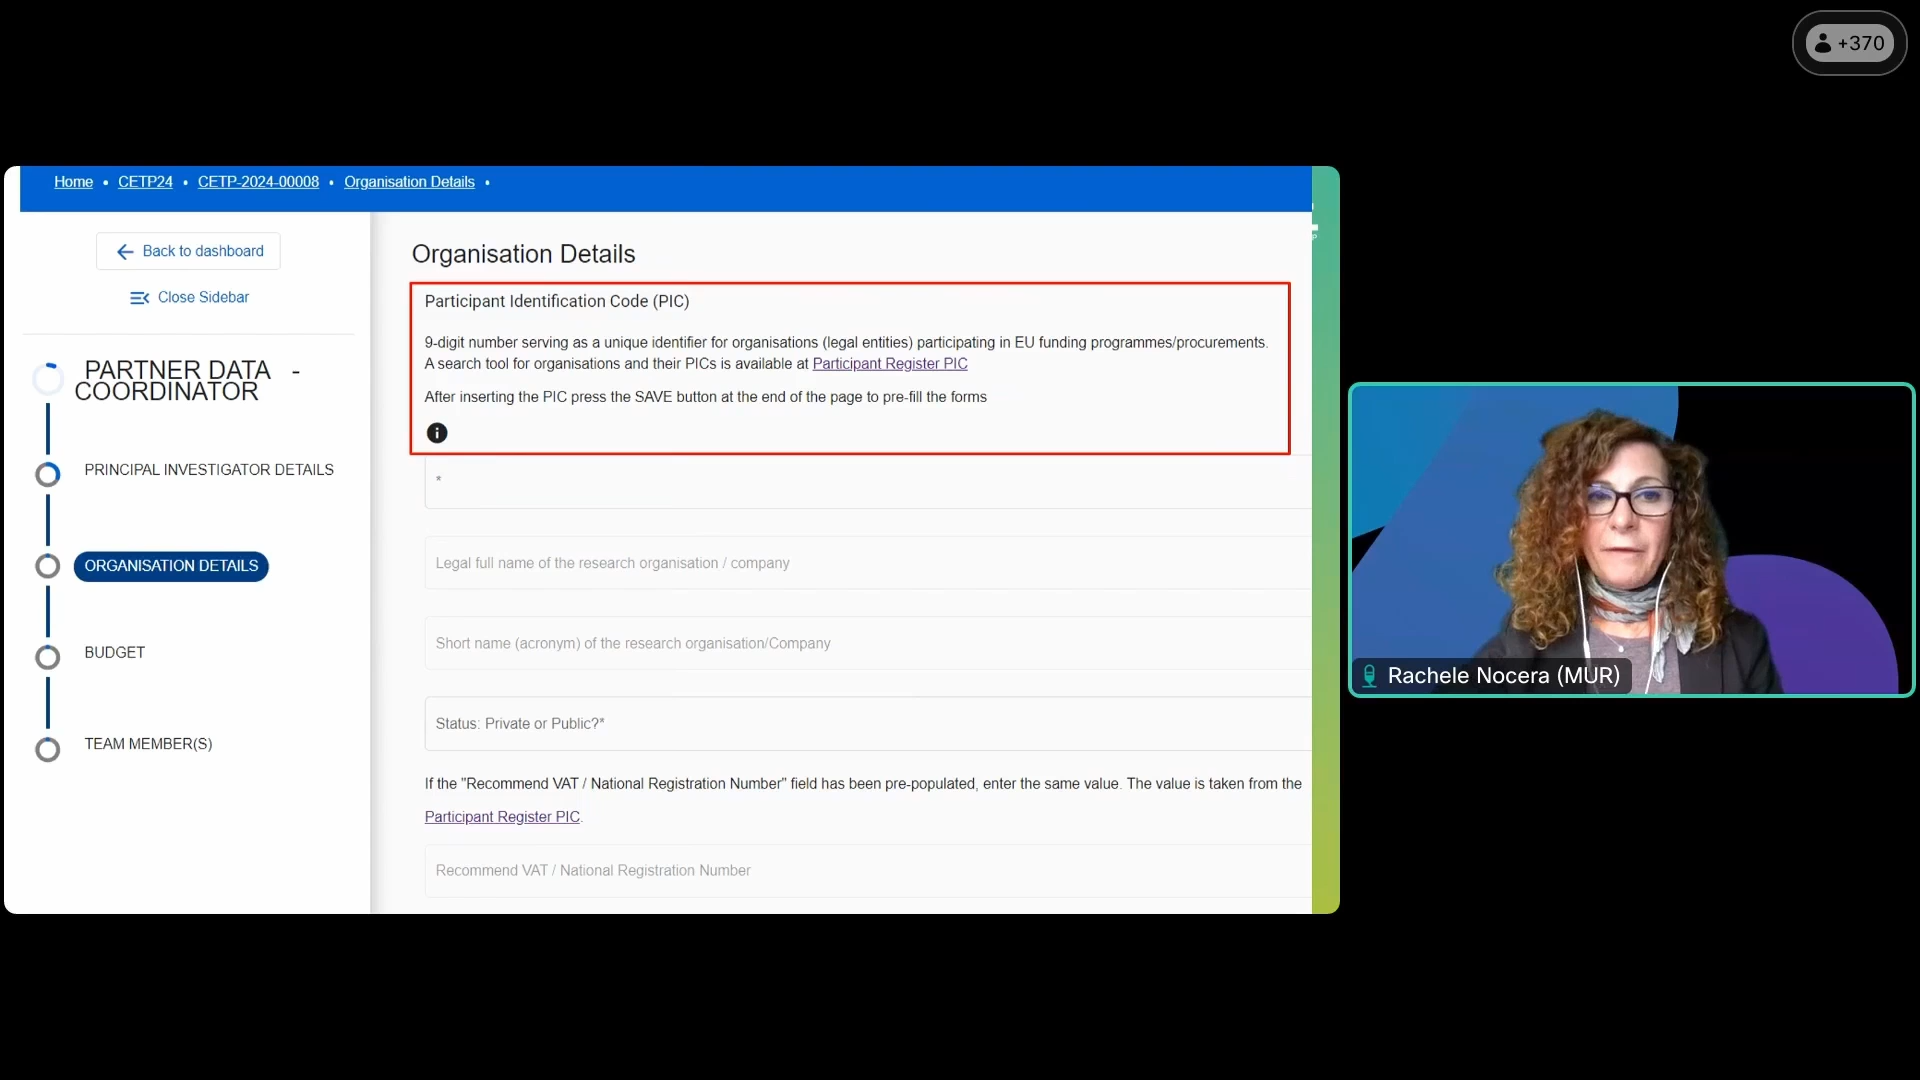 +370
Home • CETP24 • CETP-2024-00008 • Organisation Details •
Back to dashboard
Close Sidebar
PARTNER DATA -
COORDINATOR
PRINCIPAL INVESTIGATOR DETAILS
ORGANISATION DETAILS
BUDGET
TEAM MEMBER(S)
Organisation Details
Participant Identification Code (PIC)
9-digit number serving as a unique identifier for organisations (legal entities) participating in EU funding programmes/procurements.
A search tool for organisations and their PICs is available at Participant Register PIC
After inserting the PIC press the SAVE button at the end of the page to pre-fill the forms
i
*
Legal full name of the research organisation / company
Short name (acronym) of the research organisation/Company
Status: Private or Public?*
If the "Recommend VAT / National Registration Number" field has been pre-populated, enter the same value. The value is taken from the
Participant Register PIC.
Recommend VAT / National Registration Number
Rachele Nocera (MUR)